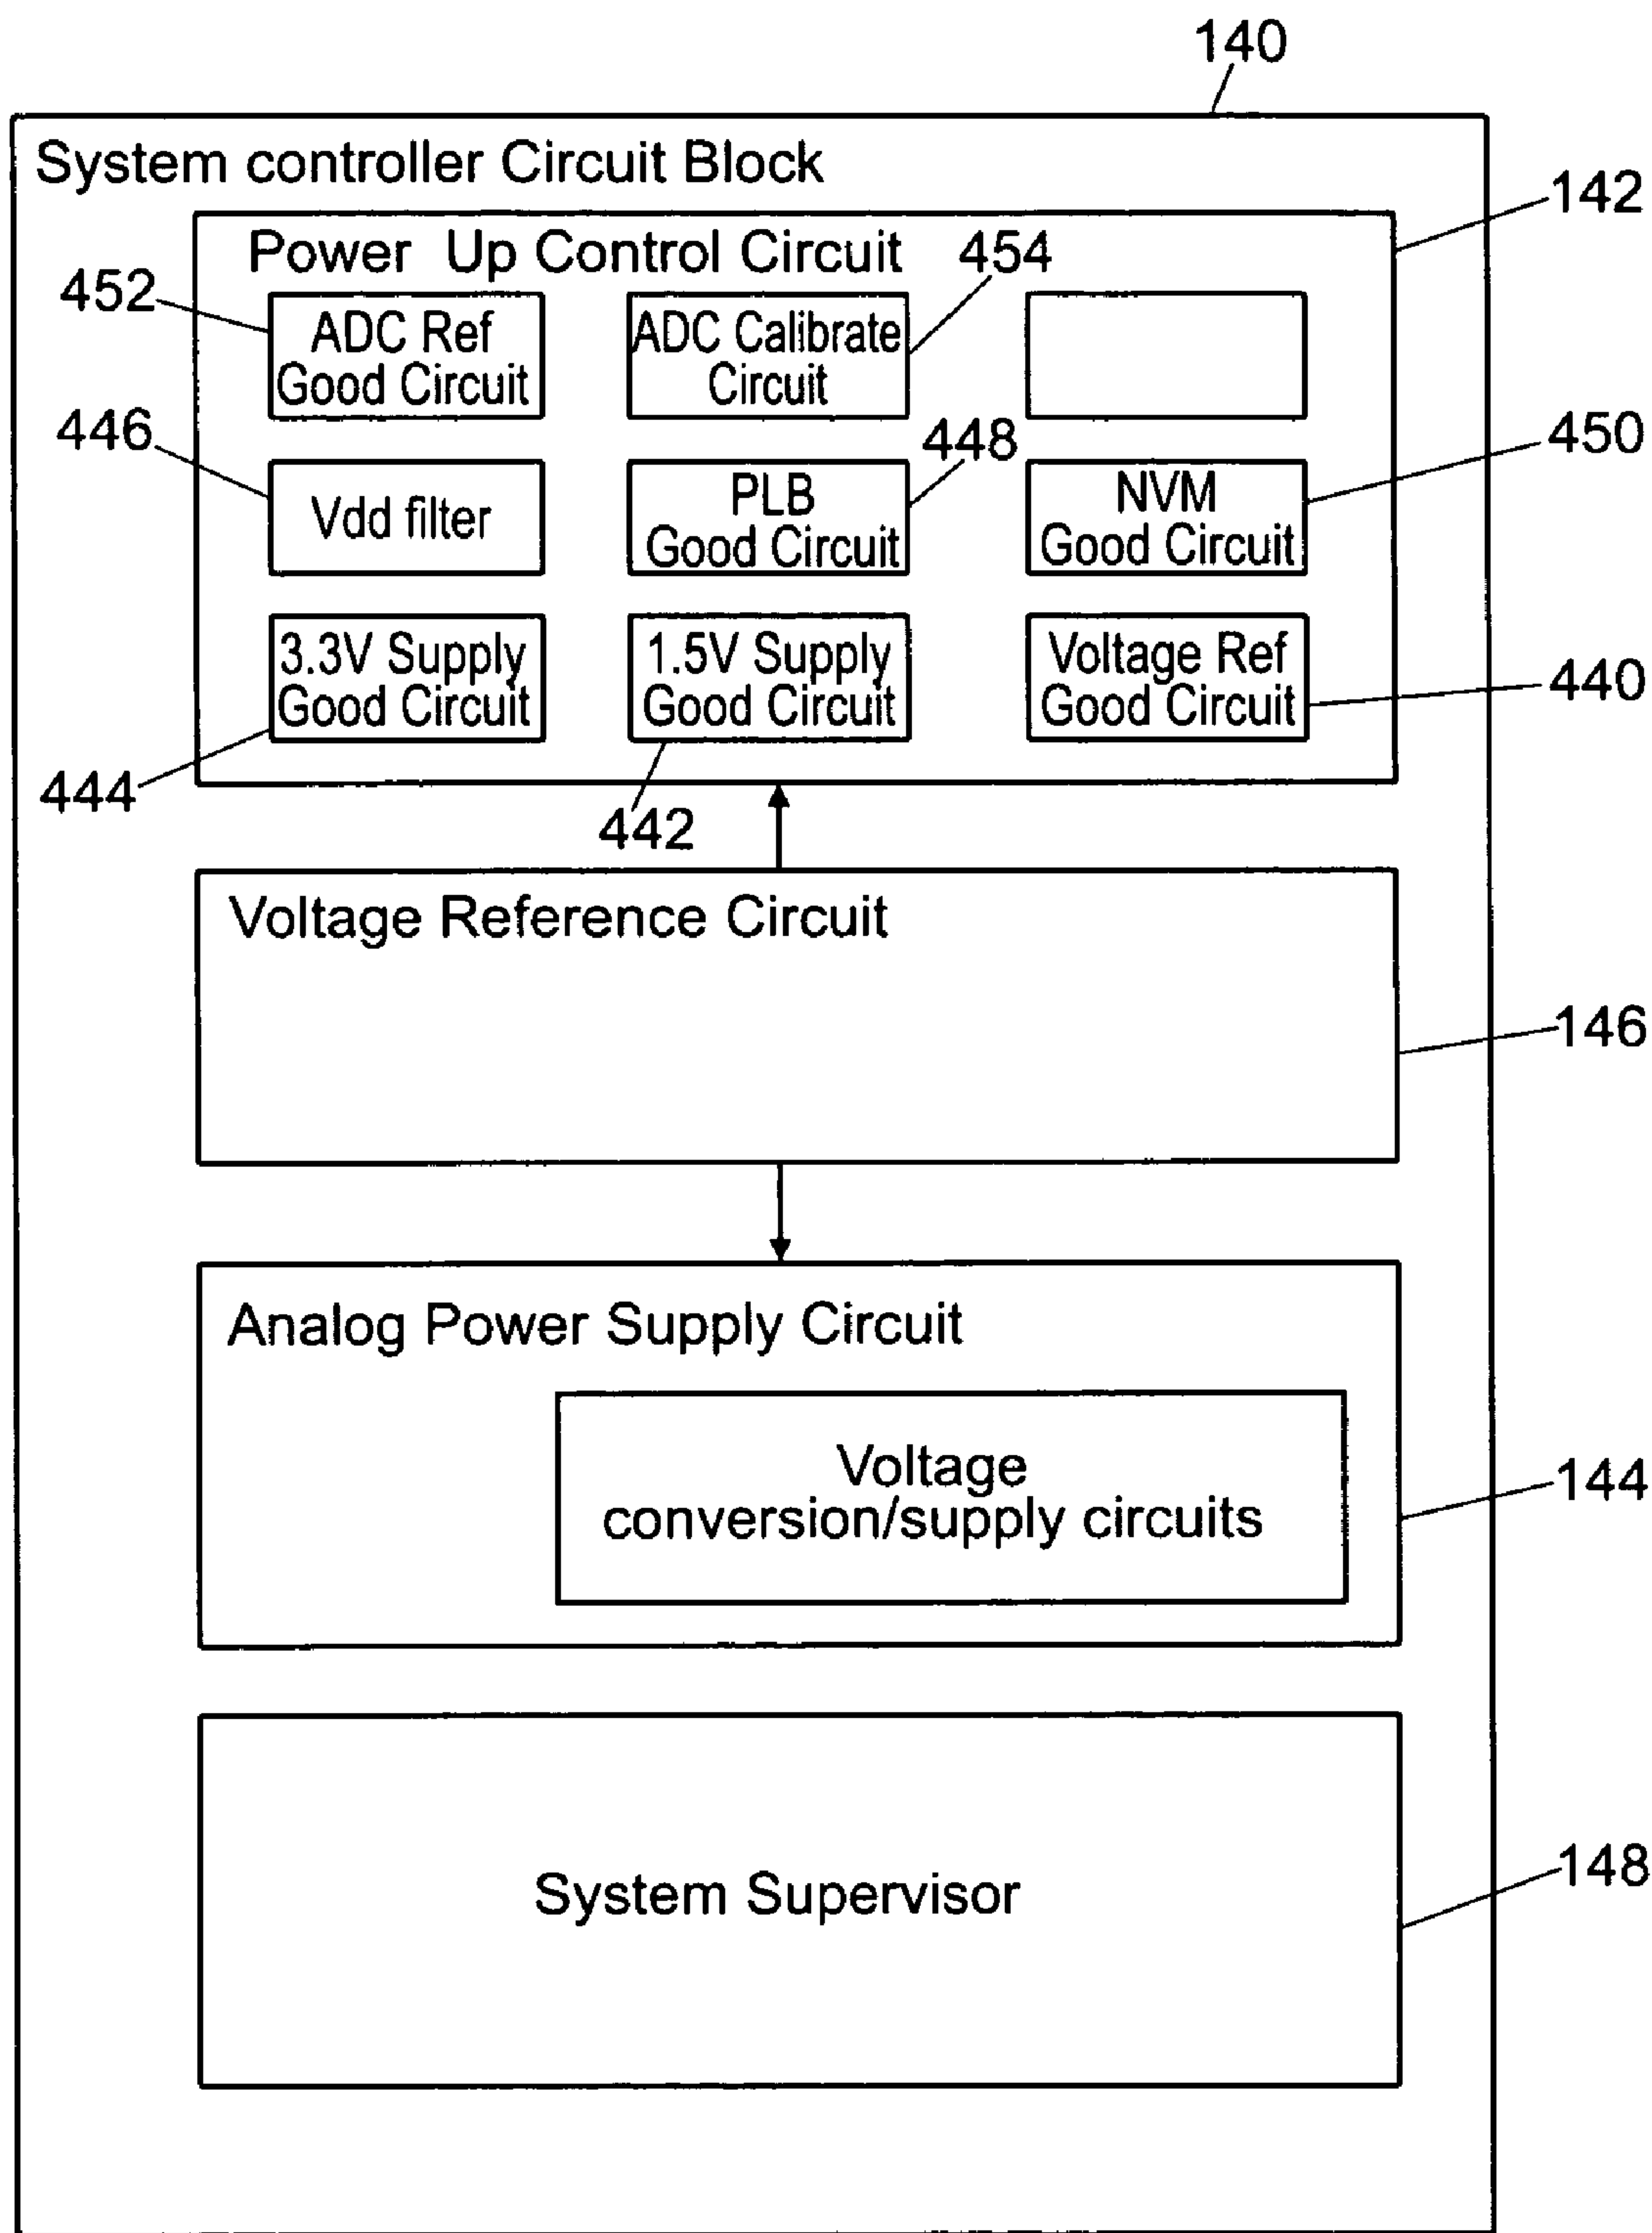 140
System controller Circuit Block
142
Power Up Control Circuit
454
452
ADC Ref
Good Circuit
ADC Calibrate
Circuit
446
448
450
Vdd filter
PLB
Good Circuit
NVM
Good Circuit
3.3V Supply
Good Circuit
1.5V Supply
Good Circuit
Voltage Ref
Good Circuit
440
444
442
Voltage Reference Circuit
146
Analog Power Supply Circuit
Voltage
conversion/supply circuits
144
System Supervisor
148